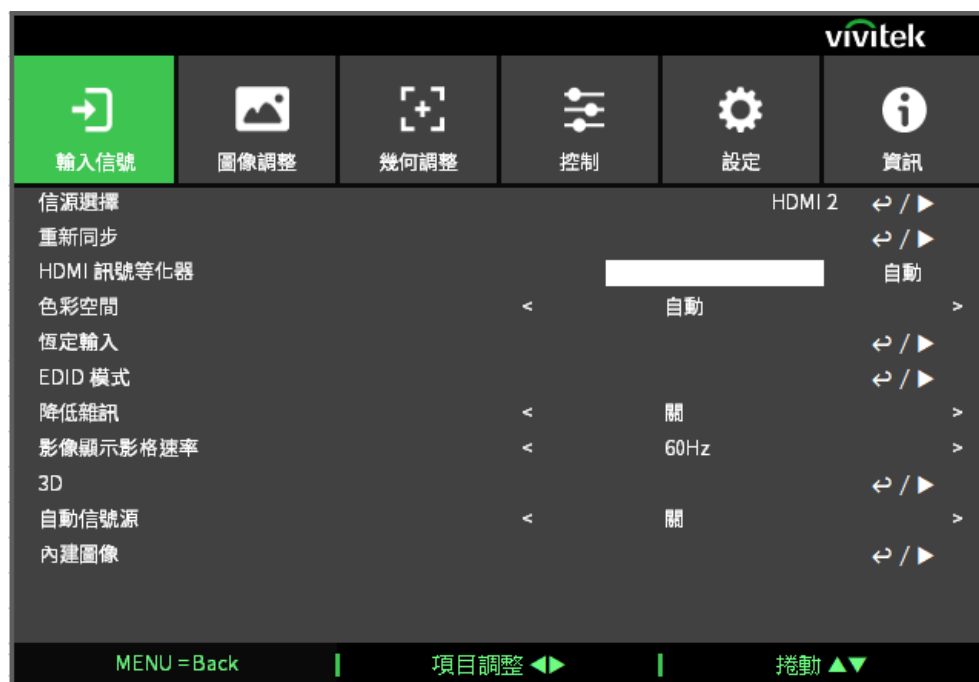 vivitek
輸入信號 圖像調整 幾何調整 控制 設定 資訊
信源選擇 HDMI 2 ↵ / ▶
重新同步 ↵ / ▶
HDMI 訊號等化器 自動
色彩空間 < 自動 >
恆定輸入 ↵ / ▶
EDID 模式 ↵ / ▶
降低雜訊 < 關 >
影像顯示影格速率 < 60Hz >
3D ↵ / ▶
自動信號源 < 關 >
內建圖像 ↵ / ▶
MENU = Back 項目調整 ◀▶ 捲動 ▲▼